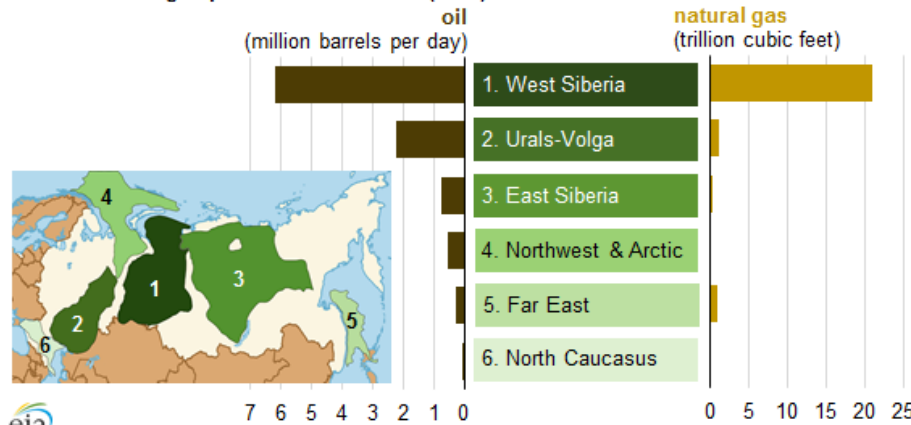 oil
natural gas
(million barrels per day)
(trillion cubic feet)
1. West Siberia
2. Urals-Volga
3. East Siberia
4. Northwest & Arctic
5. Far East
6. North Caucasus
4
1
3
2
5
6
7 6 5 4 3 2 1 0
0 5 10 15 20 25
eia